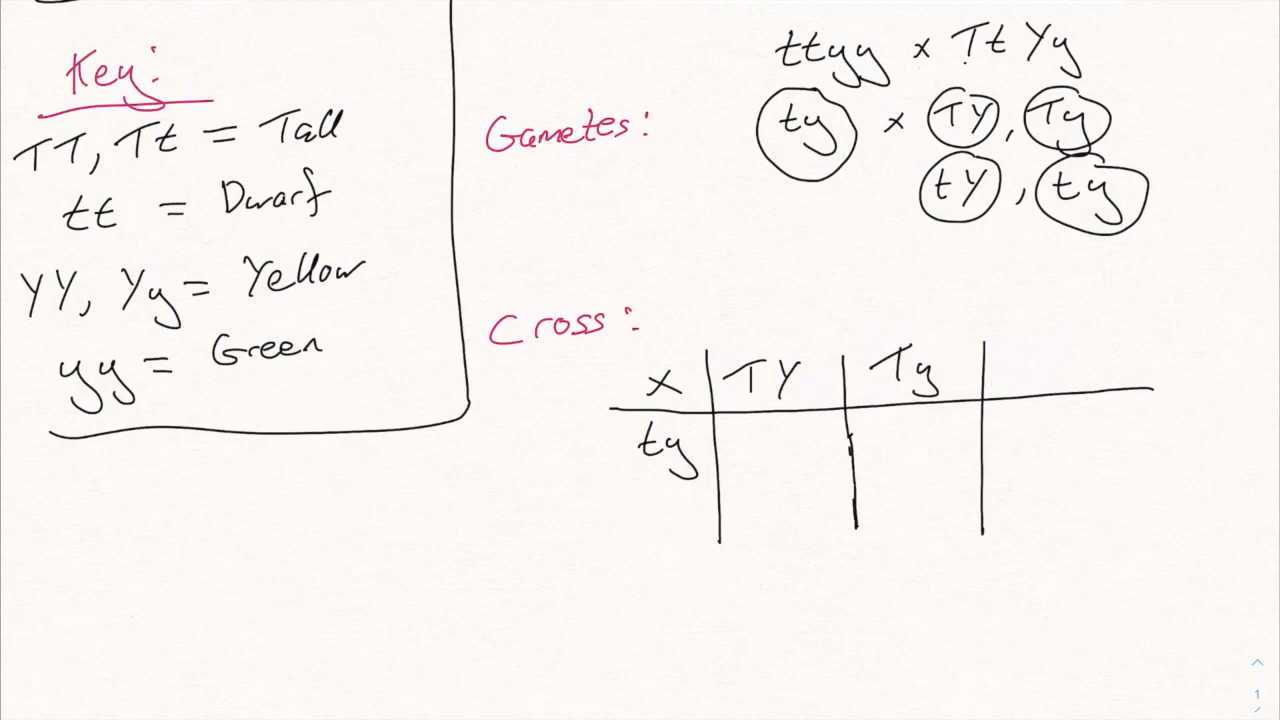 Key:
TT, Tt = Tall
tt = Dwarf
YY, Yy = Yellow
yy = Green
ttyy x TtYy
Gametes: ty x TY, Ty
tY, ty
Cross:
x TY Ty
ty
1